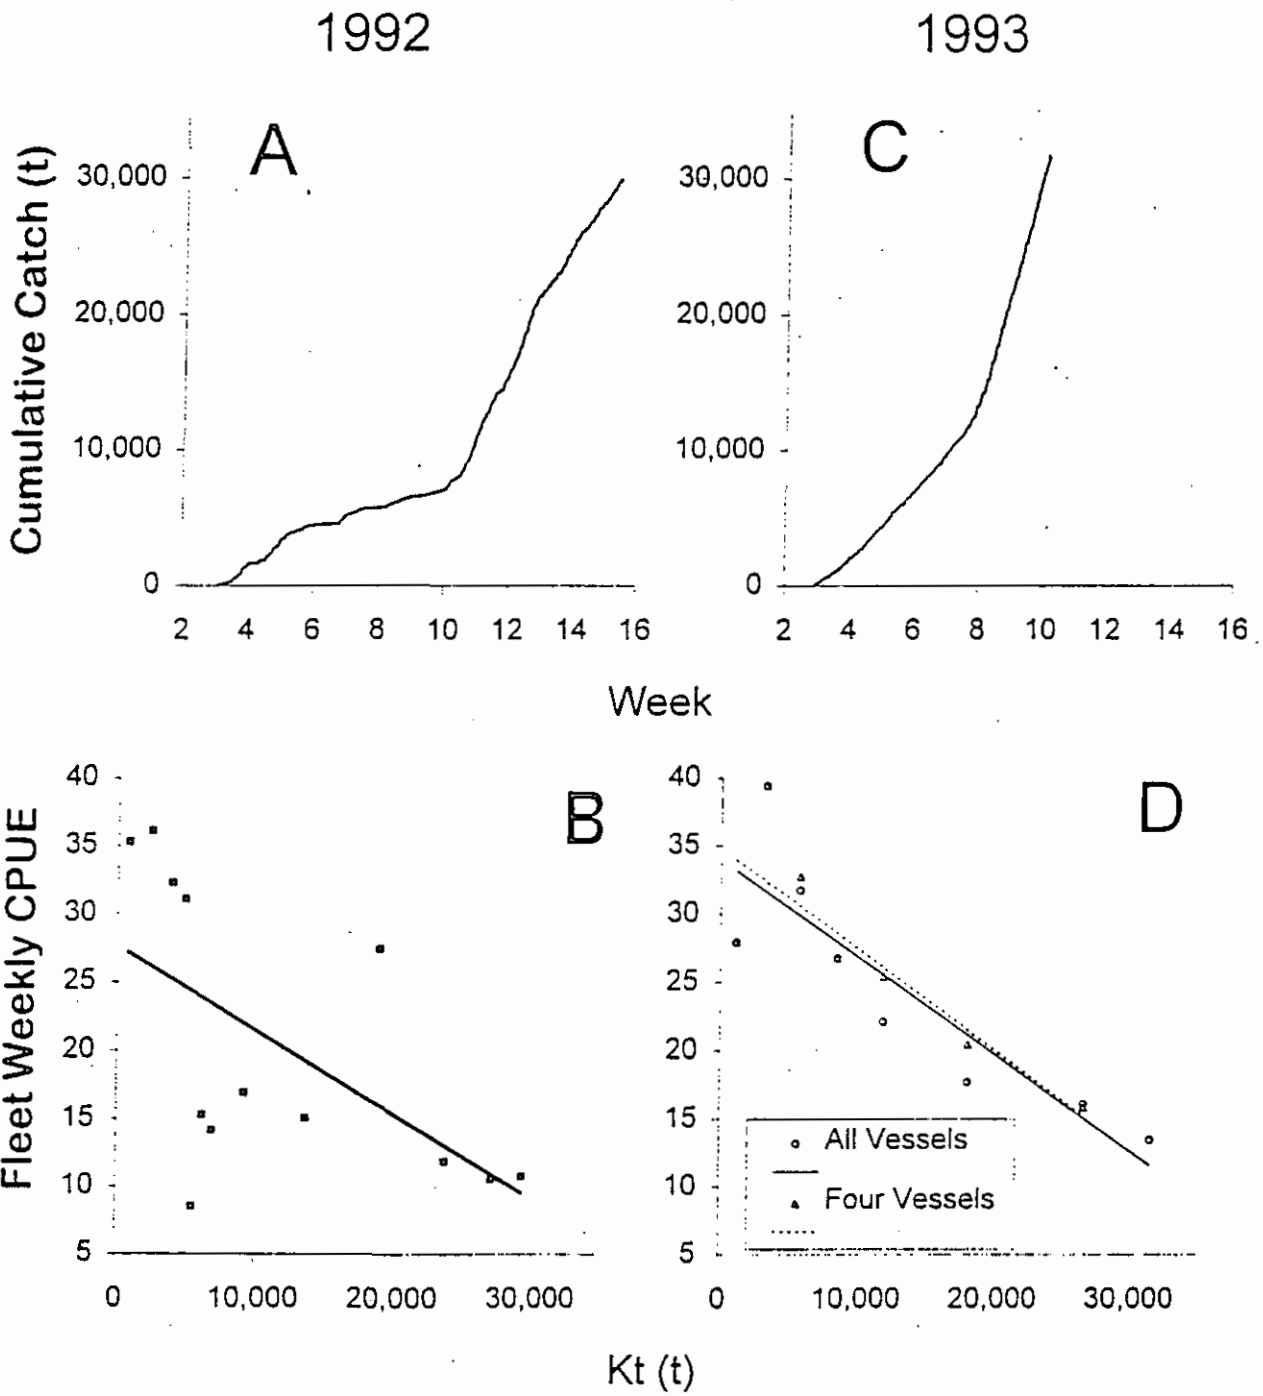 1992 1993
A C
Cumulative Catch (t)
30,000 30,000
20,000 20,000
10,000 10,000
0 0
2 4 6 8 10 12 14 16 2 4 6 8 10 12 14 16
Week
B D
Fleet Weekly CPUE
40 40
35 35
30 30
25 25
20 20
15 15
10 10
5 5
All Vessels
Four Vessels
0 10,000 20,000 30,000 0 10,000 20,000 30,000
Kt (t)